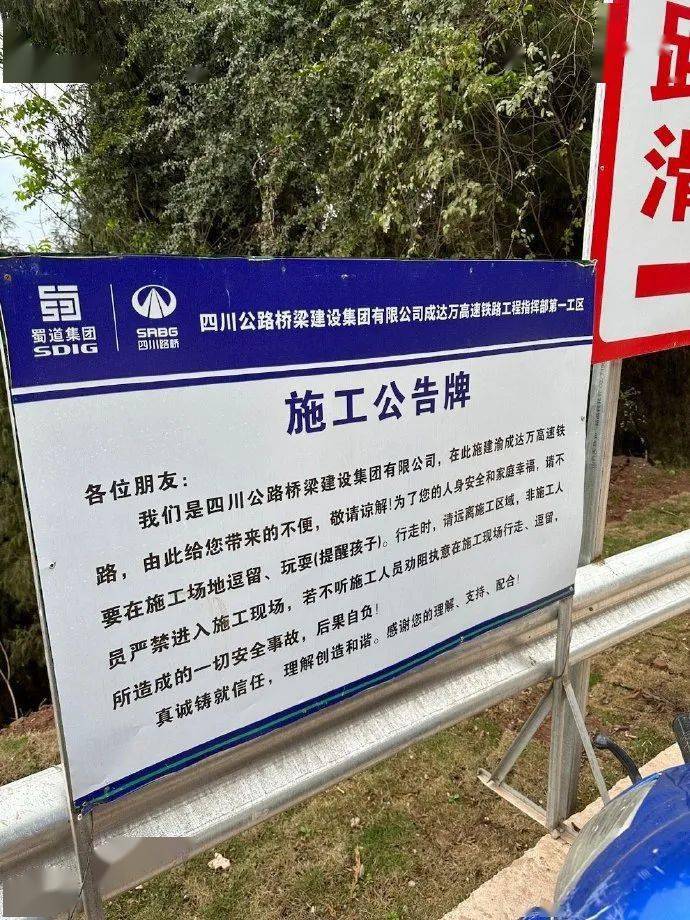 蜀道集团
SDIG
SRBG
四川路桥
四川公路桥梁建设集团有限公司成达万高速铁路工程指挥部第一工区
施工公告牌
各位朋友：
我们是四川公路桥梁建设集团有限公司，在此施建渝成达万高速铁
路，由此给您带来的不便，敬请谅解!为了您的人身安全和家庭幸福，请不
要在施工场地逗留、玩耍(提醒孩子)。行走时，请远离施工区域，非施工人
员严禁进入施工现场，若不听施工人员劝阻执意在施工现场行走、逗留，
所造成的一切安全事故，后果自负！
真诚铸就信任，理解创造和谐。感谢您的理解、支持、配合！
路
滑